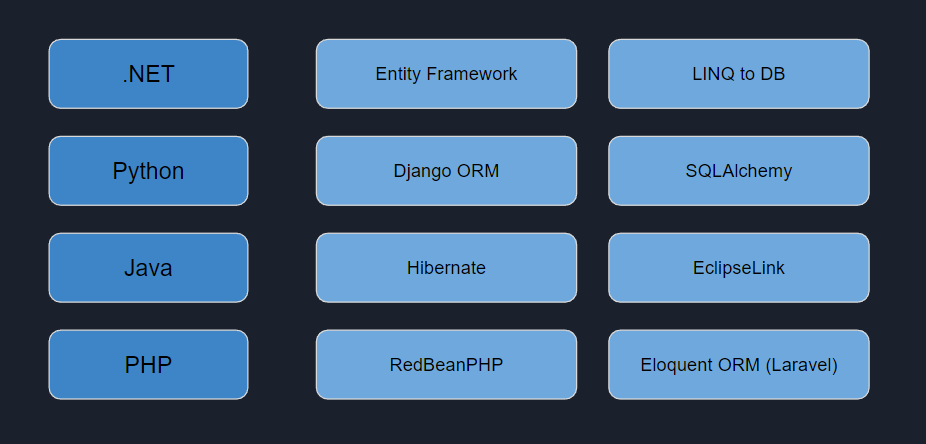 .NET
Entity Framework
LINQ to DB
Python
Django ORM
SQLAlchemy
Java
Hibernate
EclipseLink
PHP
RedBeanPHP
Eloquent ORM (Laravel)